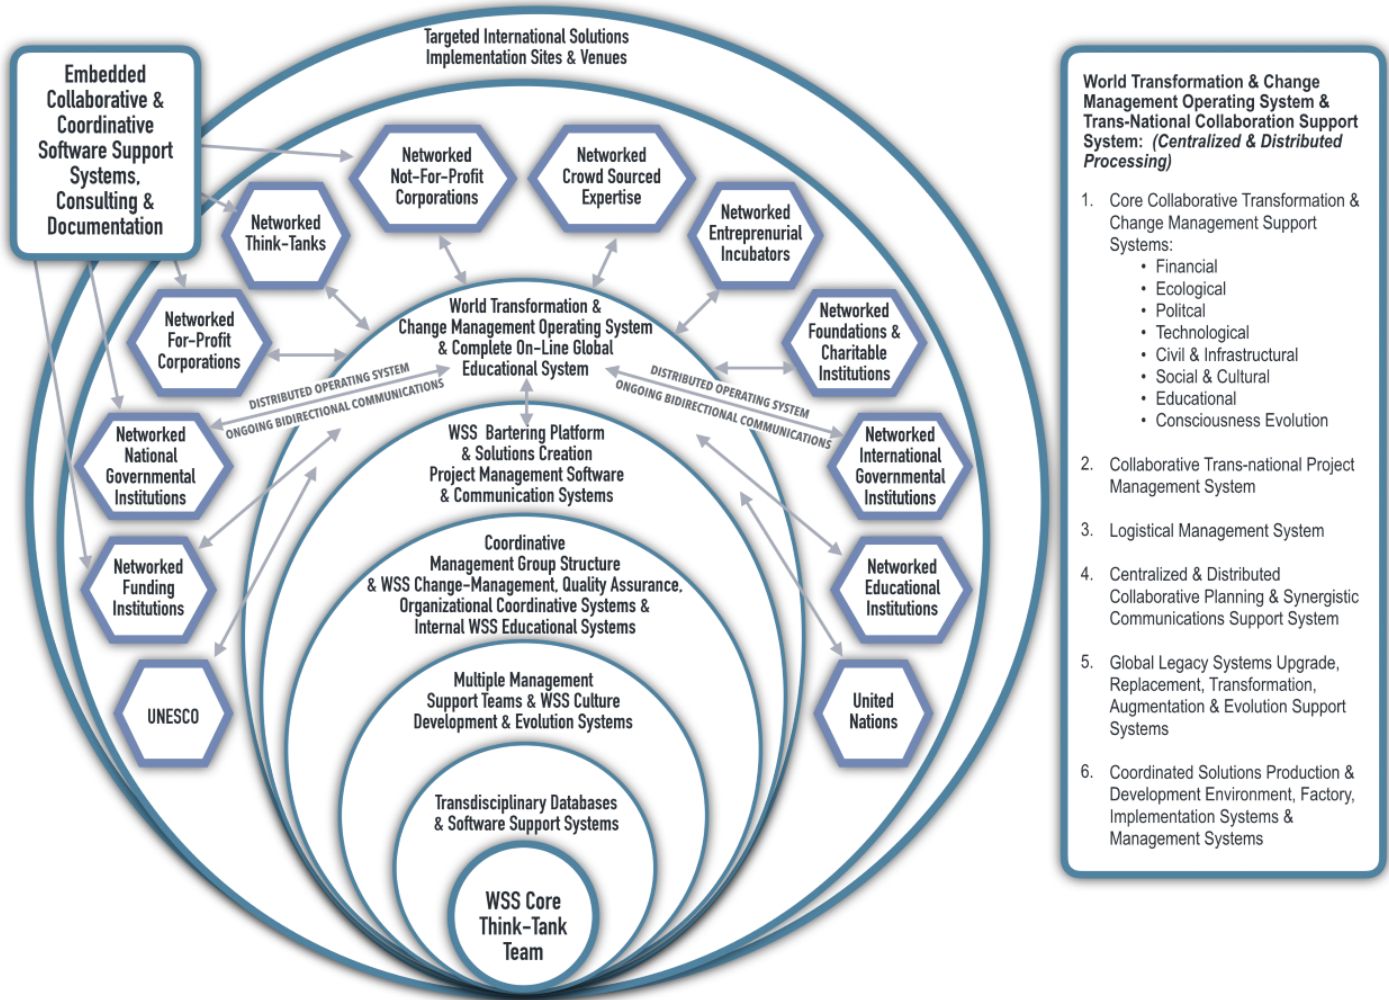 Targeted International Solutions
Implementation Sites & Venues
Embedded
Collaborative &
Coordinative
Software Support
Systems,
Consulting &
Documentation
Networked
Not-For-Profit
Corporations
Networked
Crowd Sourced
Expertise
Networked
Think-Tanks
Networked
Entreprenurial
Incubators
Networked
For-Profit
Corporations
Networked
Foundations &
Charitable
Institutions
World Transformation &
Change Management Operating System
& Complete On-Line Global
Educational System
DISTRIBUTED OPERATING SYSTEM
ONGOING BIDIRECTIONAL COMMUNICATIONS
DISTRIBUTED OPERATING SYSTEM
ONGOING BIDIRECTIONAL COMMUNICATIONS
Networked
National
Governmental
Institutions
Networked
International
Governmental
Institutions
WSS Bartering Platform
& Solutions Creation
Project Management Software
& Communication Systems
Networked
Funding
Institutions
Networked
Educational
Institutions
Coordinative
Management Group Structure
& WSS Change-Management, Quality Assurance,
Organizational Coordinative Systems &
Internal WSS Educational Systems
UNESCO
United
Nations
Multiple Management
Support Teams & WSS Culture
Development & Evolution Systems
Transdisciplinary Databases
& Software Support Systems
WSS Core
Think-Tank
Team
World Transformation & Change
Management Operating System &
Trans-National Collaboration Support
System: (Centralized & Distributed
Processing)
1. Core Collaborative Transformation &
Change Management Support
Systems:
• Financial
• Ecological
• Politcal
• Technological
• Civil & Infrastructural
• Social & Cultural
• Educational
• Consciousness Evolution
2. Collaborative Trans-national Project
Management System
3. Logistical Management System
4. Centralized & Distributed
Collaborative Planning & Synergistic
Communications Support System
5. Global Legacy Systems Upgrade,
Replacement, Transformation,
Augmentation & Evolution Support
Systems
6. Coordinated Solutions Production &
Development Environment, Factory,
Implementation Systems &
Management Systems